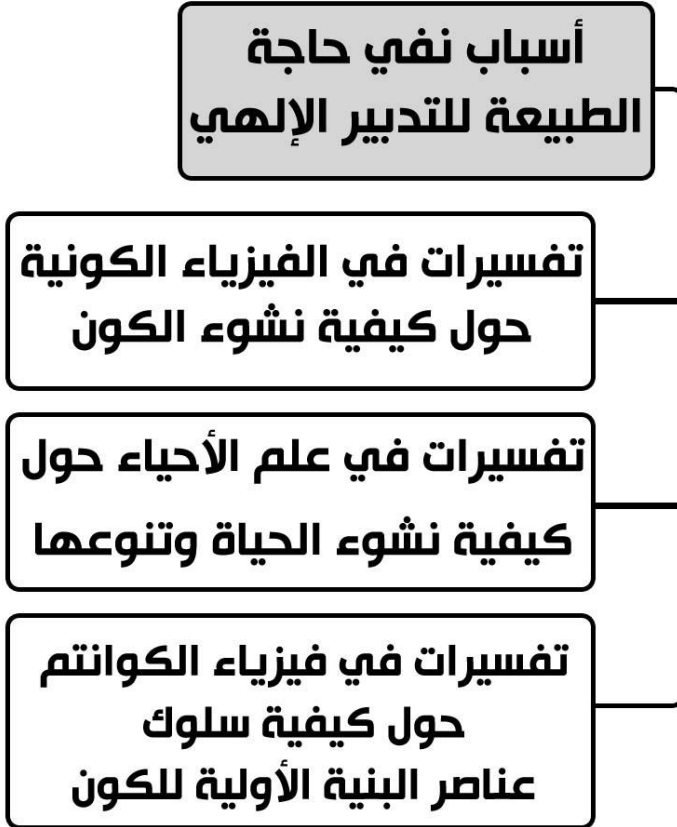 أسباب نفي حاجة
الطبيعة للتدبير الإلهي
تفسيرات في الفيزياء الكونية
حول كيفية نشوء الكون
تفسيرات في علم الأحياء حول
كيفية نشوء الحياة وتنوعها
تفسيرات في فيزياء الكوانتم
حول كيفية سلوك
عناصر البنية الأولية للكون